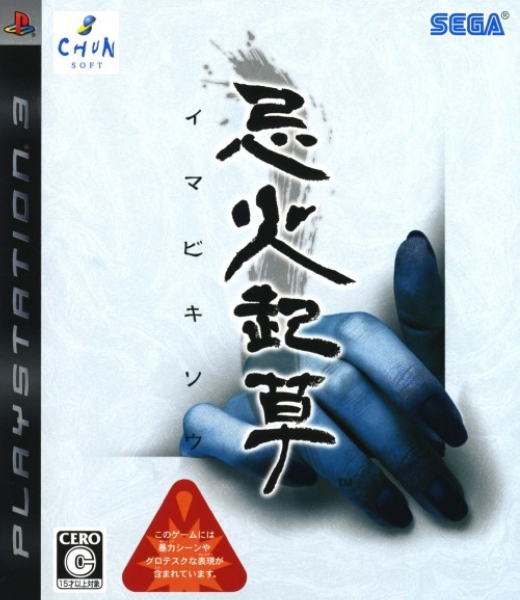 PLAYSTATION 3
CHUN
SOFT
SEGA
忌火起草
イマビキソウ
TM
このゲームには
暴力シーンや
グロテスクな表現が
含まれています。
CERO
C
15才以上対象